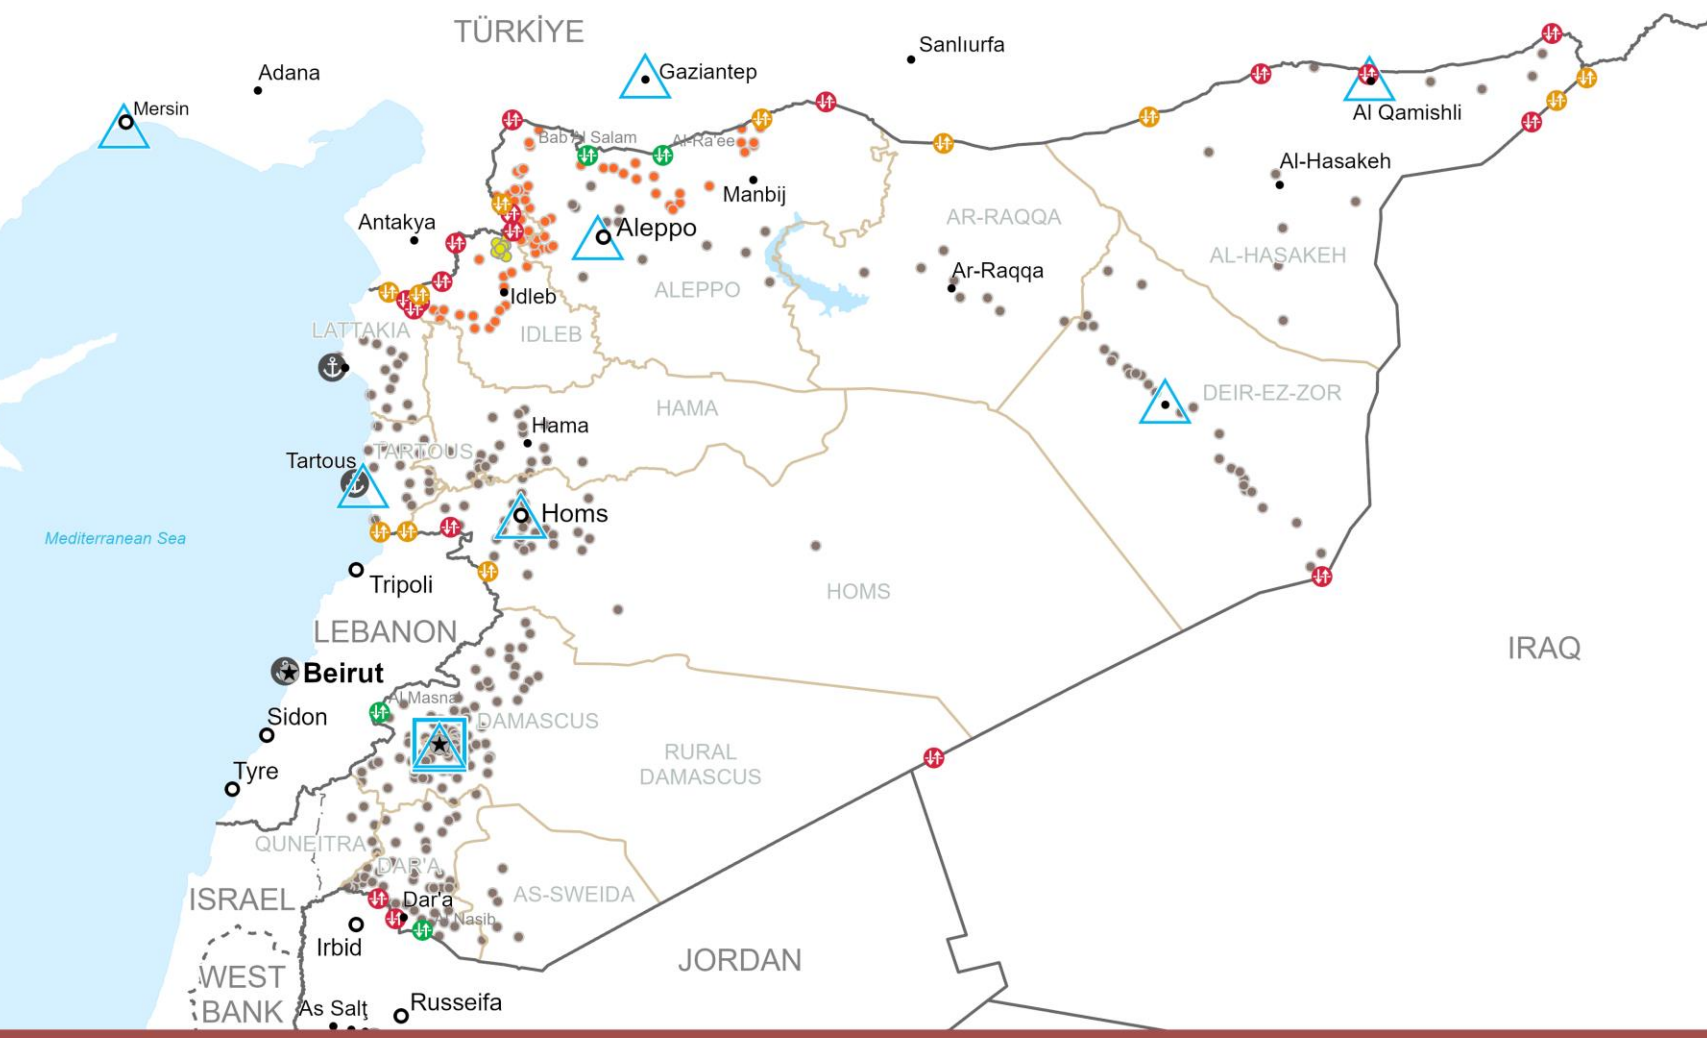 TÜRKİYE
Sanlıurfa
Adana
Gaziantep
Mersin
Al Qamishli
Bab Al Salam
Al-Ra'ee
Al-Hasakeh
Manbij
Antakya
Aleppo
AR-RAQQA
AL-HASAKEH
Ar-Raqqa
ALEPPO
Idleb
LATTAKIA
IDLEB
DEIR-EZ-ZOR
HAMA
Hama
TARTOUS
Tartous
Homs
Mediterranean Sea
Tripoli
HOMS
LEBANON
IRAQ
Beirut
Al Masna
Sidon
DAMASCUS
RURAL
DAMASCUS
Tyre
QUNEITRA
DAR'A
AS-SWEIDA
ISRAEL
Dar'a
Nasib
Irbid
JORDAN
WEST
BANK
As Salţ
Russeifa